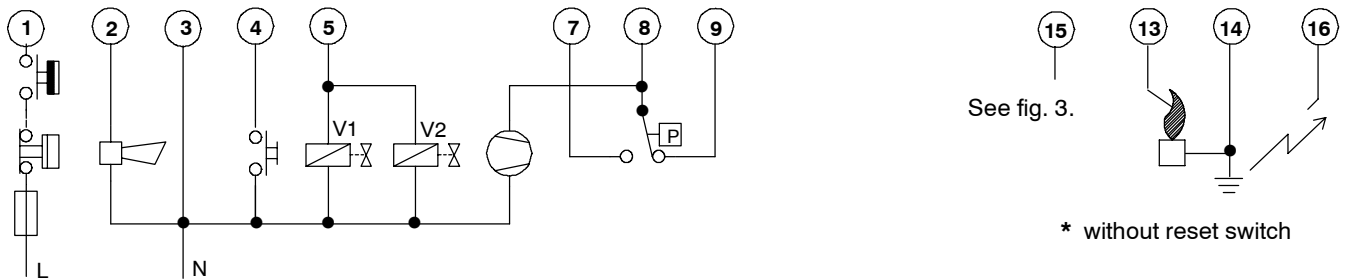 1 2 3 4 5 7 8 9 15 13 14 16
See fig. 3.
V1 V2 P
* without reset switch
L N